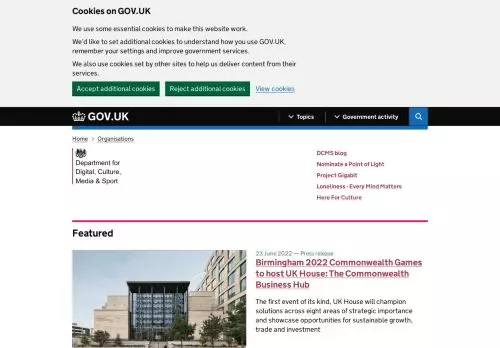 Cookies on GOV.UK
We use some essential cookies to make this website work.
We'd like to set additional cookies to understand how you use GOV.UK,
remember your settings and improve government services.
We also use cookies set by other sites to help us deliver content from their
services.
Accept additional cookies Reject additional cookies View cookies
GOV.UK Topics Government activity
Home Organisations
Department for
Digital, Culture,
Media & Sport
DCMS blog
Nominate a Point of Light
Project Gigabit
Loneliness - Every Mind Matters
Here For Culture
Featured
23 June 2022 — Press release
Birmingham 2022 Commonwealth Games
to host UK House: The Commonwealth
Business Hub
The first event of its kind, UK House will champion
solutions across eight areas of strategic importance
and showcase opportunities for sustainable growth,
trade and investment